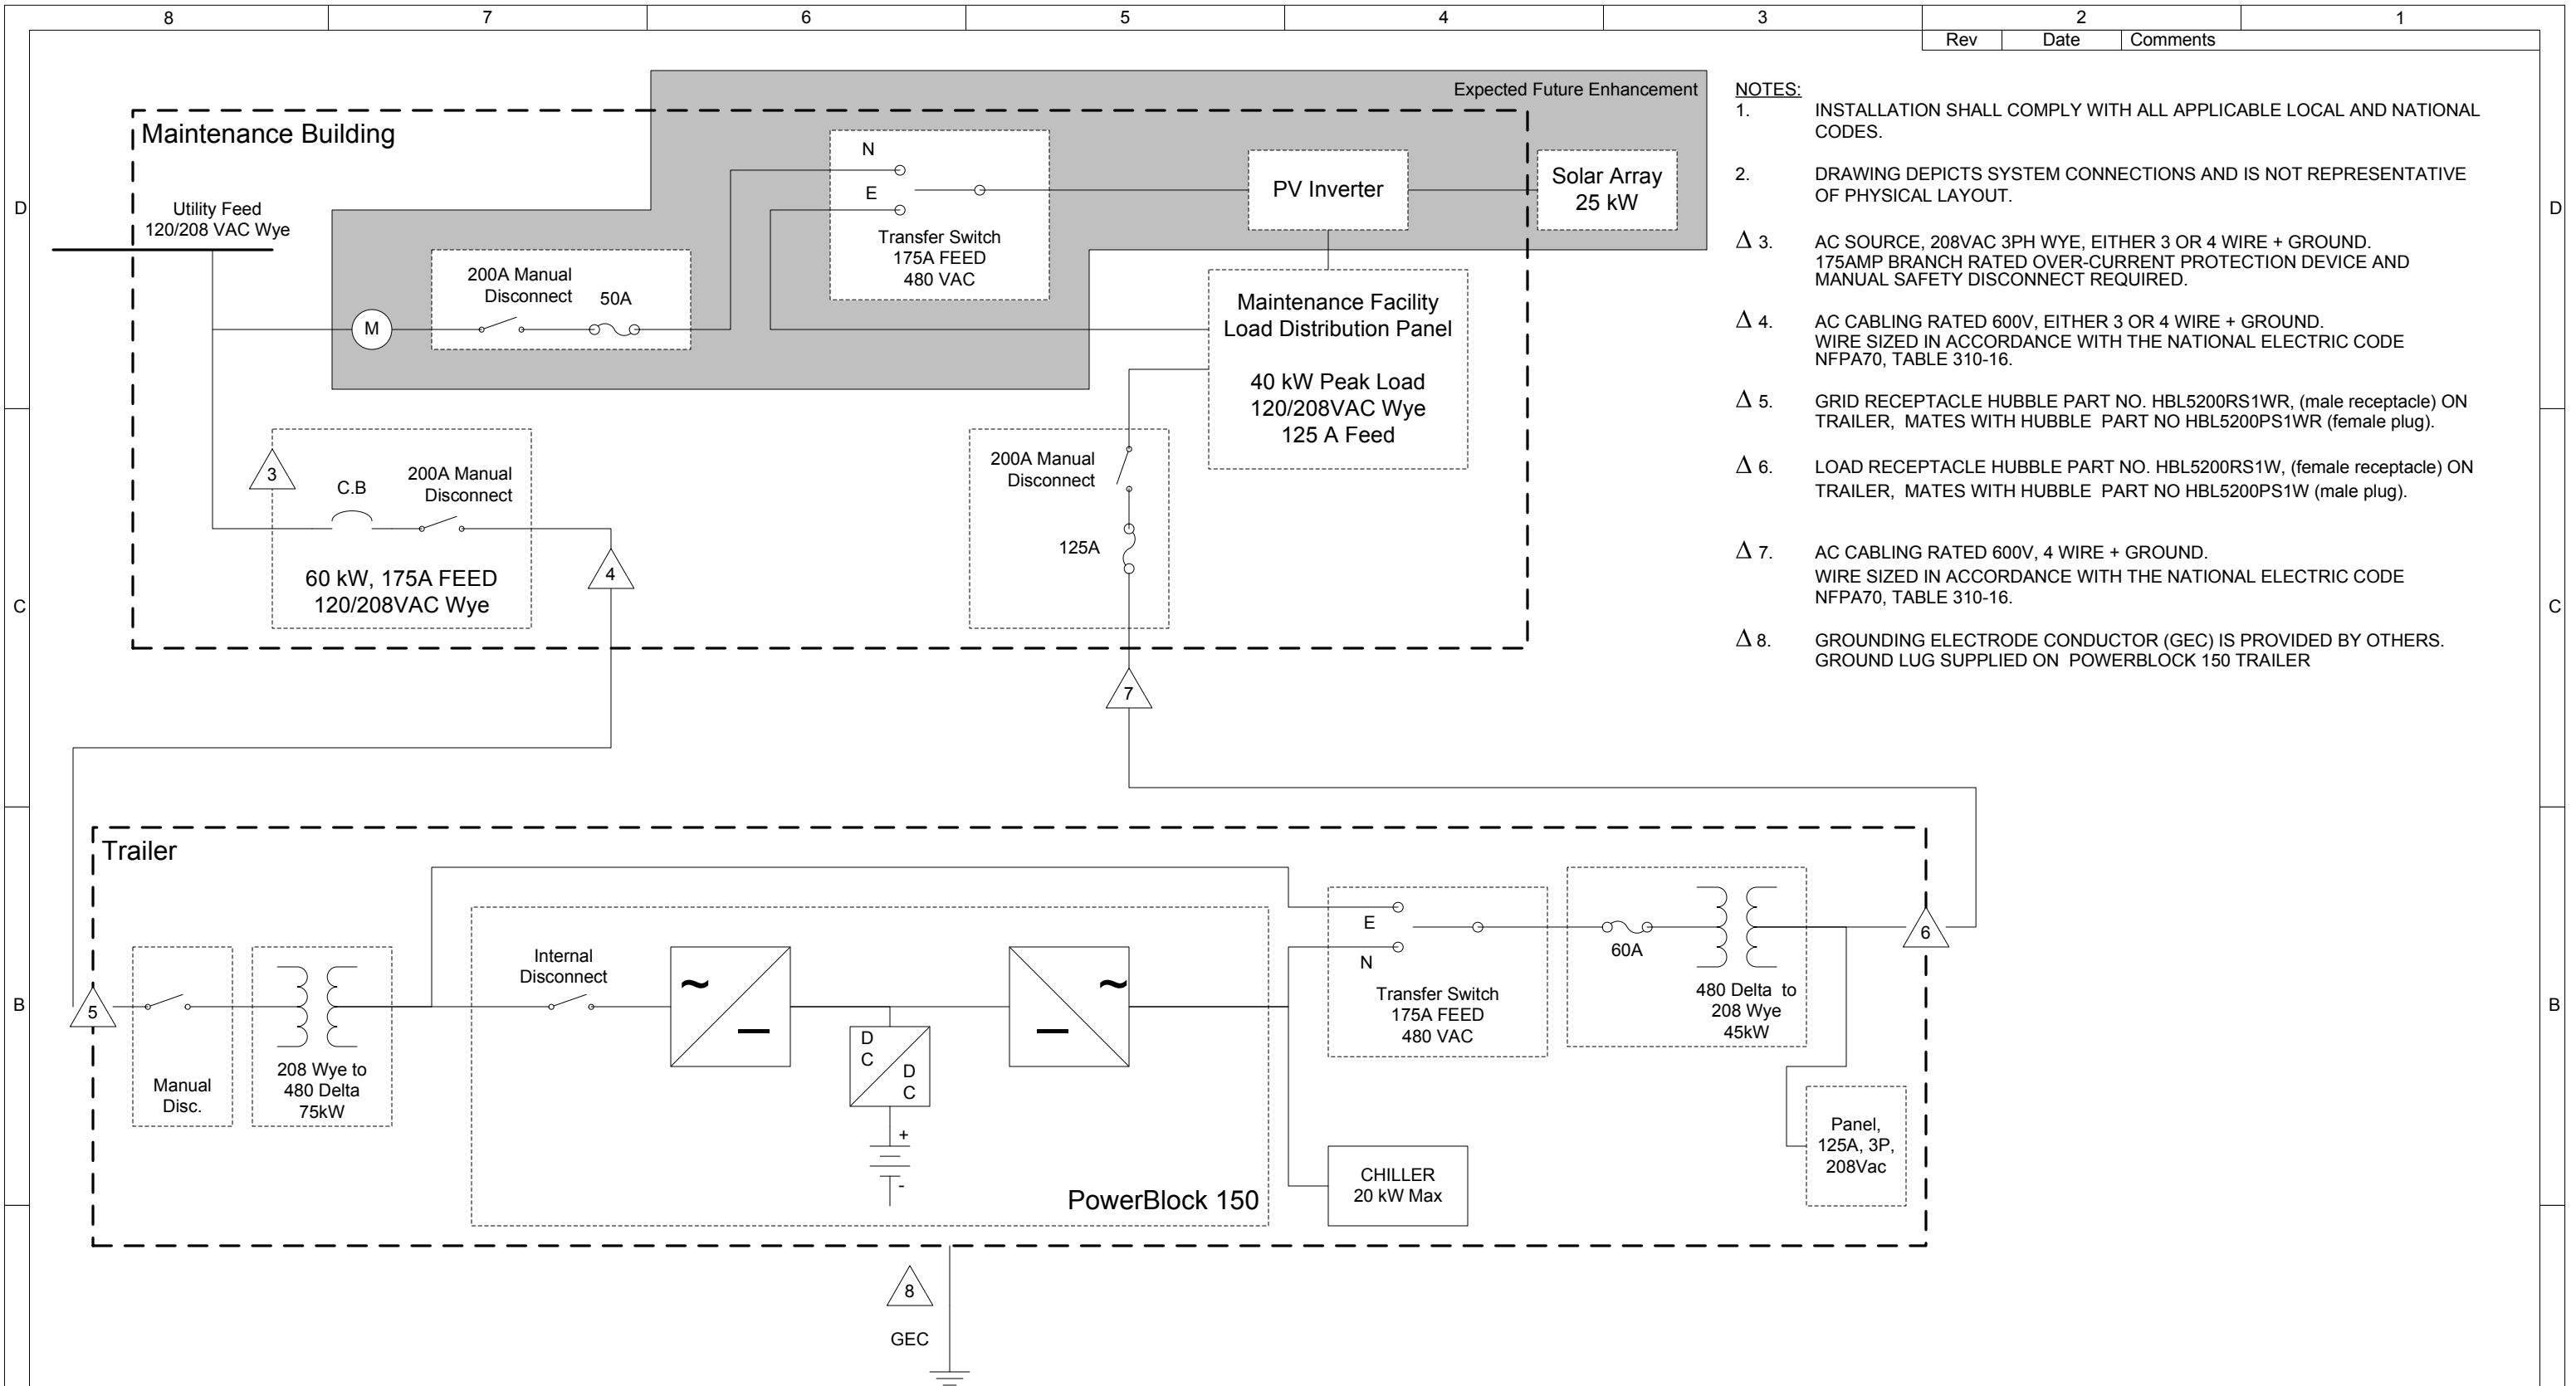 8 7 6 5 4 3 2 1
Rev Date Comments
D
D
C
C
B
B
Expected Future Enhancement
Maintenance Building
Utility Feed
120/208 VAC Wye
M
200A Manual
Disconnect
50A
N
E
Transfer Switch
175A FEED
480 VAC
PV Inverter
Solar Array
25 kW
Maintenance Facility
Load Distribution Panel
40 kW Peak Load
120/208VAC Wye
125 A Feed
3
C.B
200A Manual
Disconnect
60 kW, 175A FEED
120/208VAC Wye
4
200A Manual
Disconnect
125A
7
NOTES:
1. INSTALLATION SHALL COMPLY WITH ALL APPLICABLE LOCAL AND NATIONAL
CODES.
2. DRAWING DEPICTS SYSTEM CONNECTIONS AND IS NOT REPRESENTATIVE
OF PHYSICAL LAYOUT.
Δ 3. AC SOURCE, 208VAC 3PH WYE, EITHER 3 OR 4 WIRE + GROUND.
175AMP BRANCH RATED OVER-CURRENT PROTECTION DEVICE AND
MANUAL SAFETY DISCONNECT REQUIRED.
Δ 4. AC CABLING RATED 600V, EITHER 3 OR 4 WIRE + GROUND.
WIRE SIZED IN ACCORDANCE WITH THE NATIONAL ELECTRIC CODE
NFPA70, TABLE 310-16.
Δ 5. GRID RECEPTACLE HUBBLE PART NO. HBL5200RS1WR, (male receptacle) ON
TRAILER, MATES WITH HUBBLE PART NO HBL5200PS1WR (female plug).
Δ 6. LOAD RECEPTACLE HUBBLE PART NO. HBL5200RS1W, (female receptacle) ON
TRAILER, MATES WITH HUBBLE PART NO HBL5200PS1W (male plug).
Δ 7. AC CABLING RATED 600V, 4 WIRE + GROUND.
WIRE SIZED IN ACCORDANCE WITH THE NATIONAL ELECTRIC CODE
NFPA70, TABLE 310-16.
Δ 8. GROUNDING ELECTRODE CONDUCTOR (GEC) IS PROVIDED BY OTHERS.
GROUND LUG SUPPLIED ON POWERBLOCK 150 TRAILER
Trailer
5
Manual
Disc.
208 Wye to
480 Delta
75kW
Internal
Disconnect
~
~
D
C
D
C
+
-
PowerBlock 150
E
N
Transfer Switch
175A FEED
480 VAC
60A
480 Delta to
208 Wye
45kW
6
CHILLER
20 kW Max
Panel,
125A, 3P,
208Vac
8
GEC